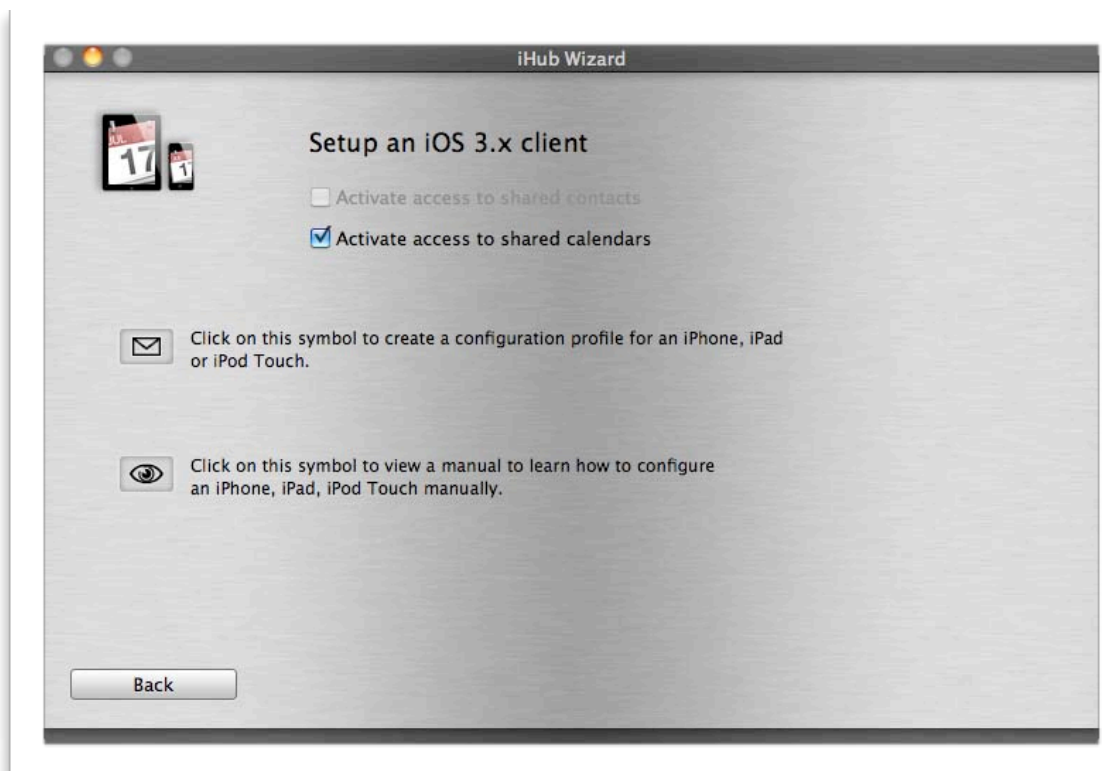 iHub Wizard
JUL
17
17
Setup an iOS 3.x client
Activate access to shared contacts
Activate access to shared calendars
Click on this symbol to create a configuration profile for an iPhone, iPad
or iPod Touch.
Click on this symbol to view a manual to learn how to configure
an iPhone, iPad, iPod Touch manually.
Back